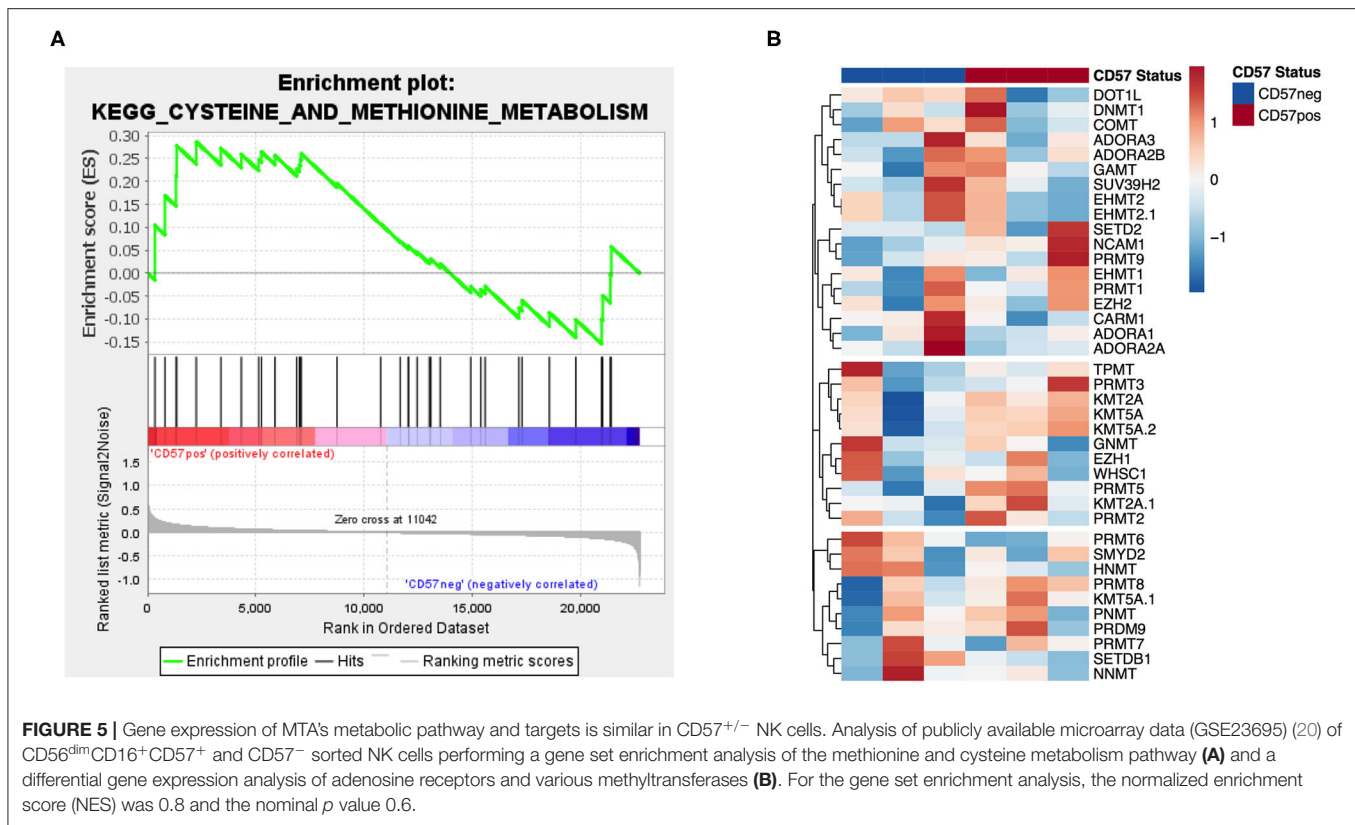 A
Enrichment plot:
KEGG_CYSTEINE_AND_METHIONINE_METABOLISM
Enrichment score (ES)
0.30
0.25
0.20
0.15
0.10
0.05
0.00
-0.05
-0.10
-0.15
Ranked list metric (Signal2Noise)
'CD57pos' (positively correlated)
1.5
1.0
0.5
0.0
-0.5
-1.0
Zero cross at 11042
'CD57neg' (negatively correlated)
0 5,000 10,000 15,000 20,000
Rank in Ordered Dataset
Enrichment profile Hits Ranking metric scores
B
CD57 Status
DOT1L
DNMT1
COMT
ADORA3
ADORA2B
GAMT
SUV39H2
EHMT2
EHMT2.1
SETD2
NCAM1
PRMT9
EHMT1
PRMT1
EZH2
CARM1
ADORA1
ADORA2A
TPMT
PRMT3
KMT2A
KMT5A
KMT5A.2
GNMT
EZH1
WHSC1
PRMT5
KMT2A.1
PRMT2
PRMT6
SMYD2
HNMT
PRMT8
KMT5A.1
PNMT
PRDM9
PRMT7
SETDB1
NNMT
1
0
−1
CD57 Status
CD57neg
CD57pos
FIGURE 5 | Gene expression of MTA's metabolic pathway and targets is similar in CD57+/− NK cells. Analysis of publicly available microarray data (GSE23695) (20) of
CD56dimCD16+CD57+ and CD57− sorted NK cells performing a gene set enrichment analysis of the methionine and cysteine metabolism pathway (A) and a
differential gene expression analysis of adenosine receptors and various methyltransferases (B). For the gene set enrichment analysis, the normalized enrichment
score (NES) was 0.8 and the nominal p value 0.6.